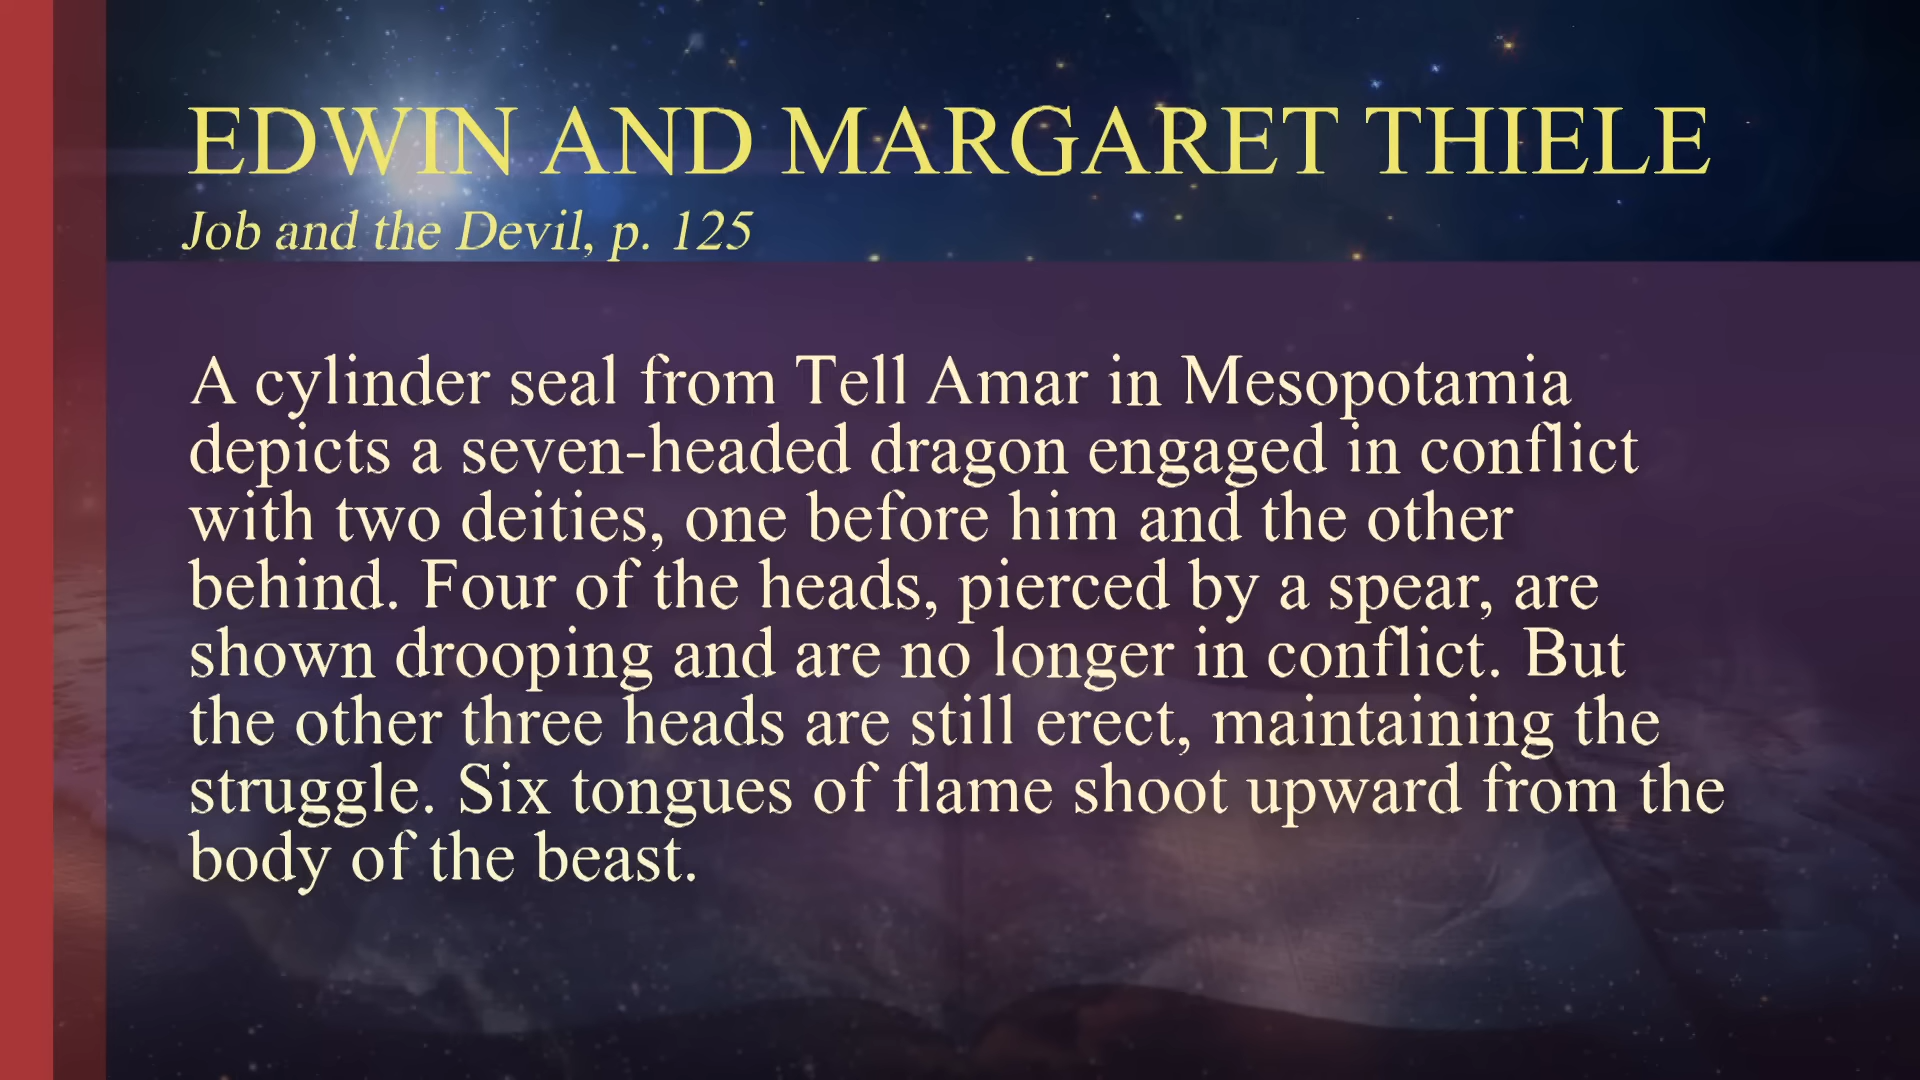 EDWIN AND MARGARET THIELE
Job and the Devil, p. 125
A cylinder seal from Tell Amar in Mesopotamia
depicts a seven-headed dragon engaged in conflict
with two deities, one before him and the other
behind. Four of the heads, pierced by a spear, are
shown drooping and are no longer in conflict. But
the other three heads are still erect, maintaining the
struggle. Six tongues of flame shoot upward from the
body of the beast.